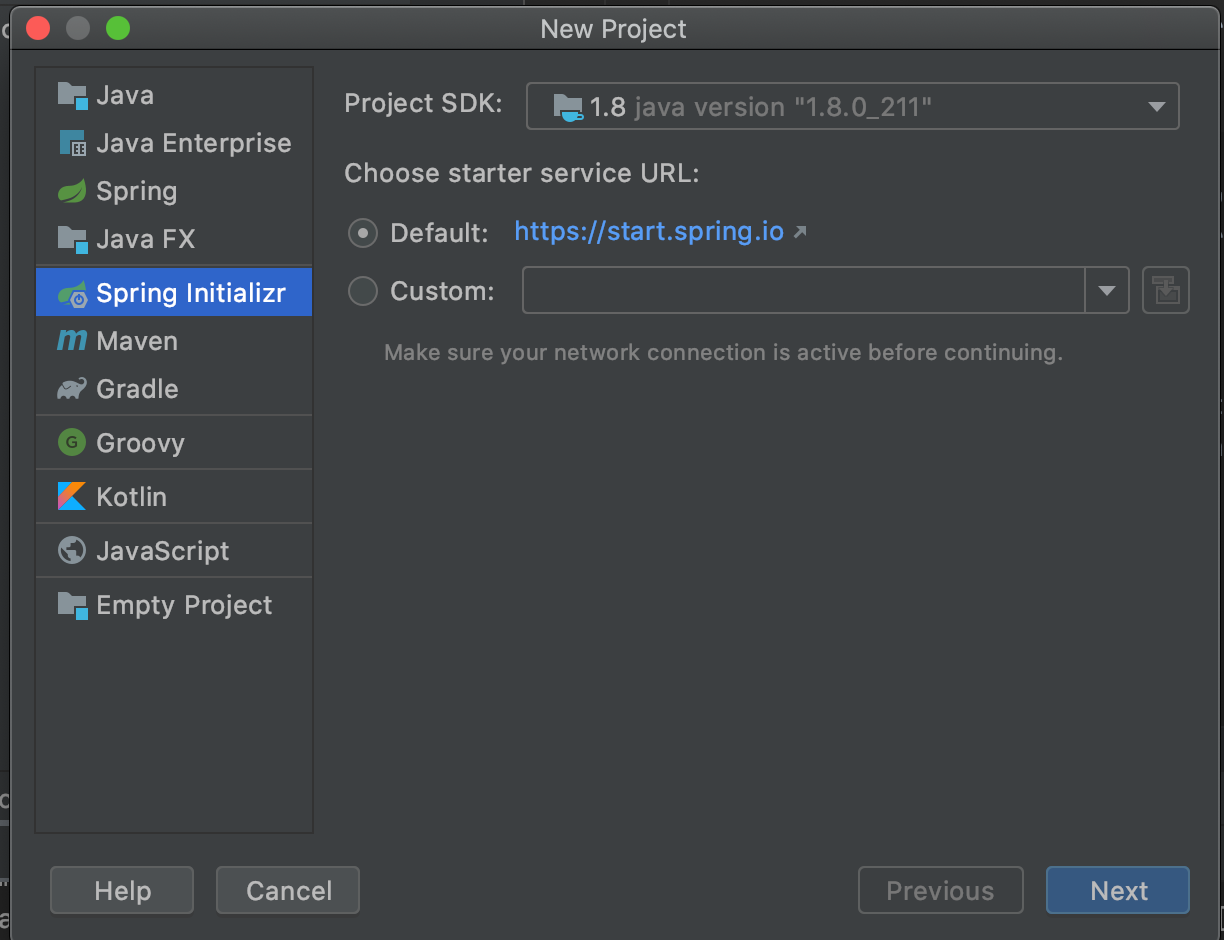 New Project
Java
Java Enterprise
Spring
Java FX
Spring Initializr
Maven
Gradle
Groovy
Kotlin
JavaScript
Empty Project
Project SDK: 1.8 java version "1.8.0_211"
Choose starter service URL:
Default: https://start.spring.io
Custom:
Make sure your network connection is active before continuing.
Help
Cancel
Previous
Next